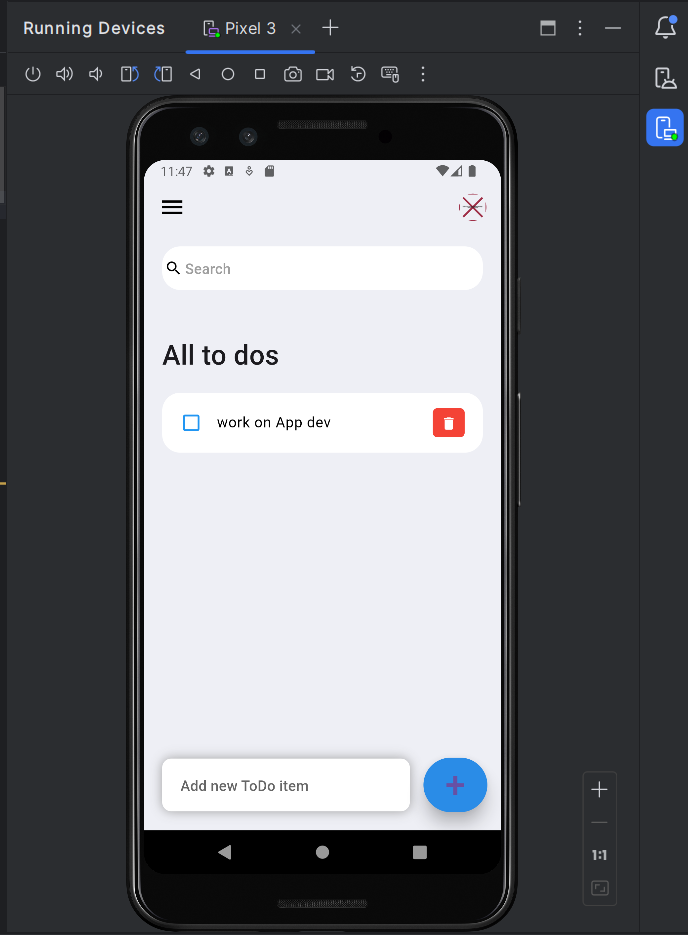 Running Devices
Pixel 3
11:47
Search
All to dos
work on App dev
Add new ToDo item
1:1